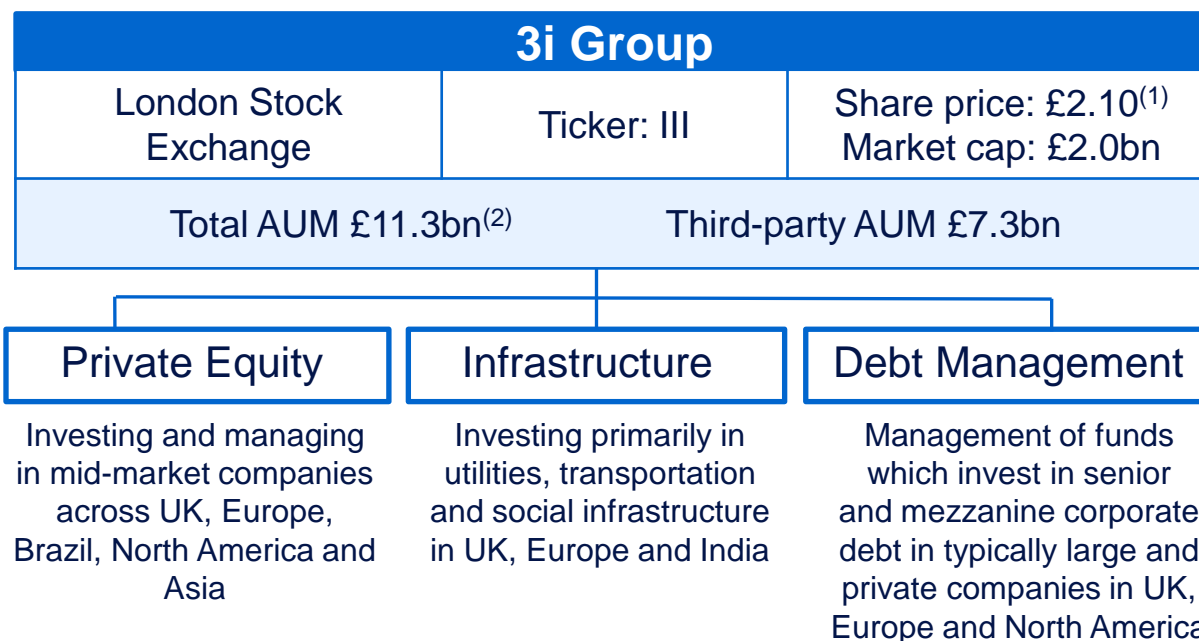 3i Group
London Stock
Exchange
Ticker: III
Share price: £2.10(1)
Market cap: £2.0bn
Total AUM £11.3bn(2)
Third-party AUM £7.3bn
Private Equity
Investing and managing
in mid-market companies
across UK, Europe,
Brazil, North America and
Asia
Infrastructure
Investing primarily in
utilities, transportation
and social infrastructure
in UK, Europe and India
Debt Management
Management of funds
which invest in senior
and mezzanine corporate
debt in typically large and
private companies in UK,
Europe and North America